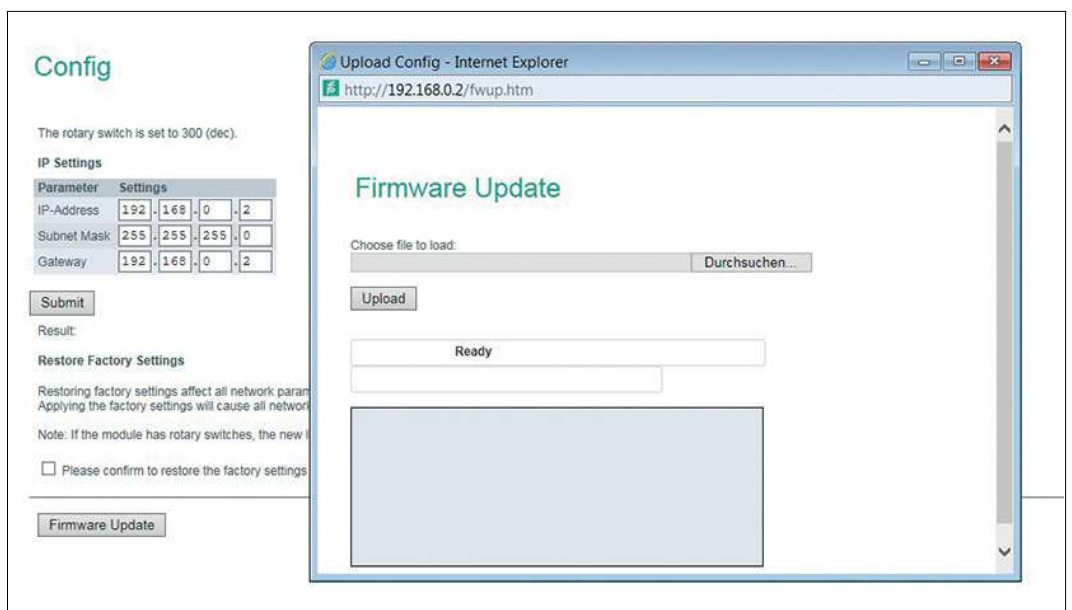 Config
The rotary switch is set to 300 (dec).
IP Settings
Parameter Settings
IP-Address 192 . 168 . 0 . 2
Subnet Mask 255 . 255 . 255 . 0
Gateway 192 . 168 . 0 . 2
Submit
Result:
Restore Factory Settings
Restoring factory settings affect all network param
Applying the factory settings will cause all network
Note: If the module has rotary switches, the new
Please confirm to restore the factory settings
Firmware Update
Upload Config - Internet Explorer
http://192.168.0.2/fwup.htm
Firmware Update
Choose file to load:
Durchsuchen...
Upload
Ready